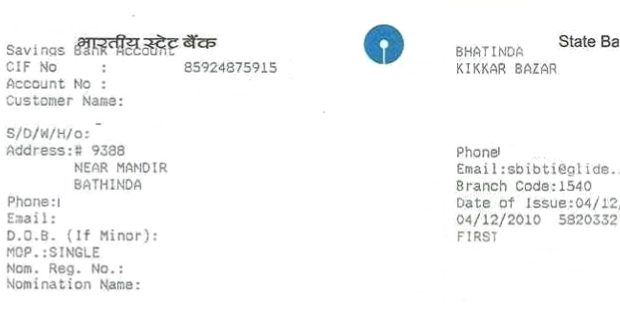 भारतीय स्टेट बैंक
Savings Bank Account
CIF No : 85924875915
Account No :
Customer Name:
S/D/W/H/o:
Address:# 9388
NEAR MANDIR
BATHINDA
Phone:
Email:
D.O.B. (If Minor):
MOP.:SINGLE
Nom. Reg. No.:
Nomination Name:
State Ba
BHATINDA
KIKKAR BAZAR
Phone
Email:sbibti@glide.
Branch Code:1540
Date of Issue:04/12/
04/12/2010 5820332
FIRST